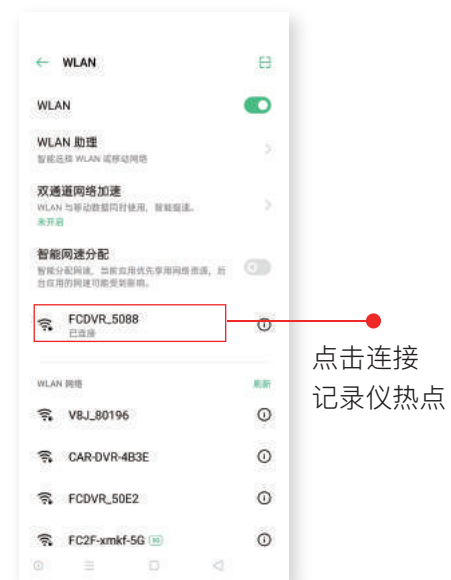 WLAN
WLAN
WLAN 助理
智能选择 WLAN 或移动网络
双通道网络加速
WLAN 与移动数据同时使用，智能提速。
未开启
智能网速分配
智能分配网速，当前应用优先享用网络资源，后
台应用的网速可能受到影响。
FCDVR_5088
已连接
点击连接
记录仪热点
WLAN 网络
刷新
V8J_80196
CAR-DVR-4B3E
FCDVR_50E2
FC2F-xmkf-5G